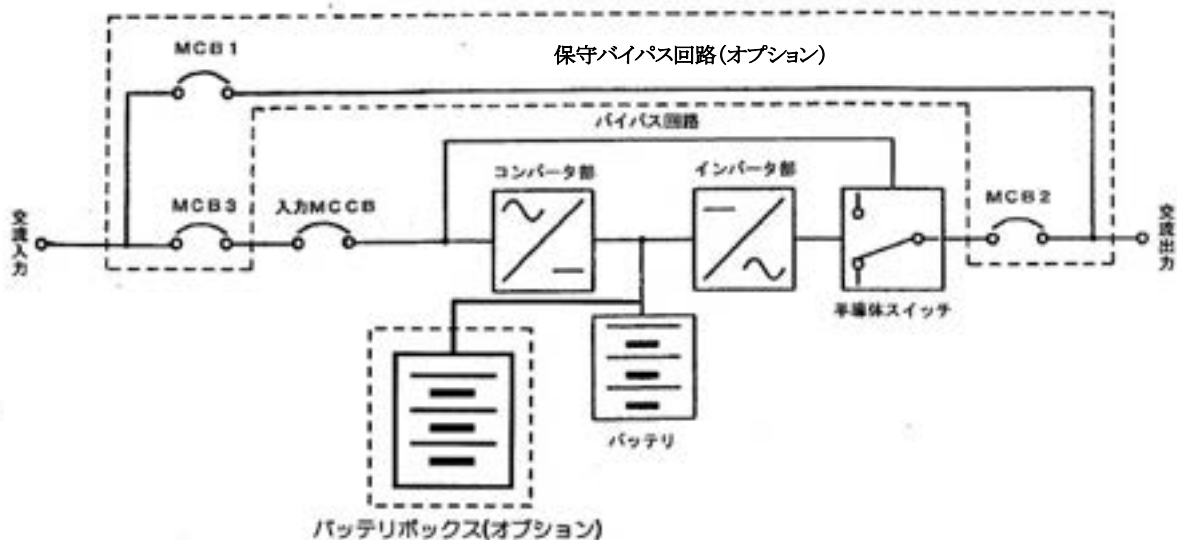 MCB1
保守バイパス回路(オプション)
バイパス回路
コンバータ部
インバータ部
MCB3
入力MCCB
MCB2
交流入力
交流出力
半導体スイッチ
バッテリ
バッテリボックス(オプション)